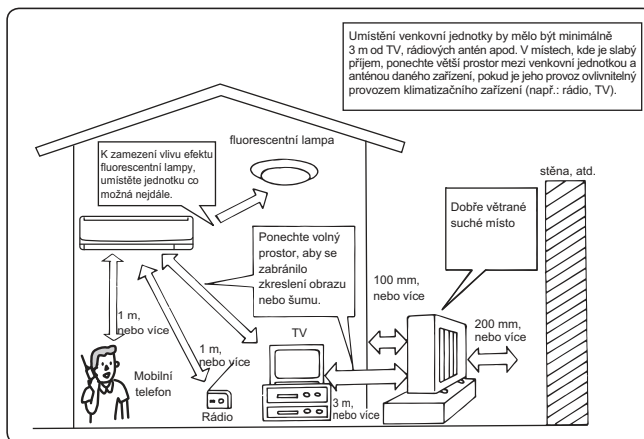 Umístění venkovní jednotky by mělo být minimálně
3 m od TV, rádiových antén apod. V místech, kde je slabý
příjem, ponechte větší prostor mezi venkovní jednotkou a
anténou daného zařízení, pokud je jeho provoz ovlivnitelný
provozem klimatizačního zařízení (např.: rádio, TV).
fluorescentní lampa
K zamezení vlivu efektu
fluorescentní lampy,
umístěte jednotku co
možná nejdále.
stěna, atd.
Dobře větrané
suché místo
Ponechte volný
prostor, aby se
zabránilo
zkreslení obrazu
nebo šumu.
100 mm,
nebo více
200 mm,
nebo více
1 m,
nebo více
1 m,
nebo více
TV
Mobilní
telefon
Rádio
3 m,
nebo více